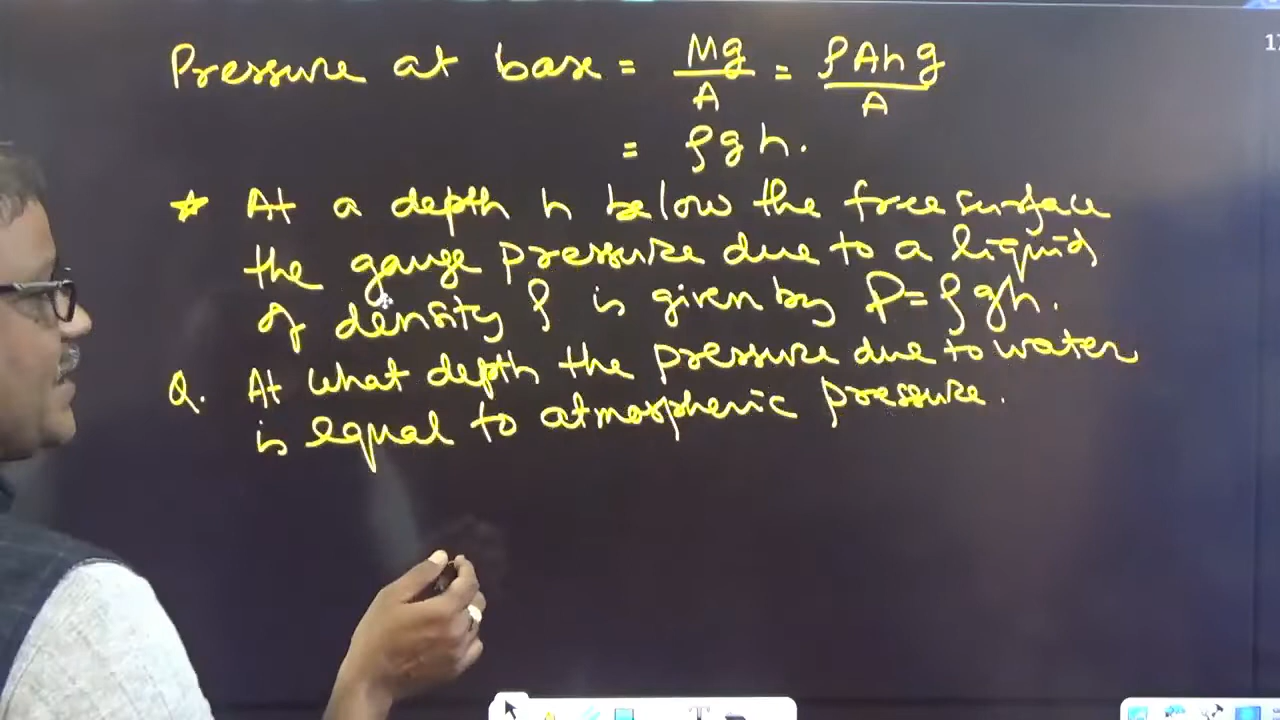 Pressure at base = Mg/A = ρAhg/A
= ρgh.
☆ At a depth h below the free surface
the gauge pressure due to a liquid
of density ρ is given by P=ρgh.
Q. At what depth the pressure due to water
is equal to atmospheric pressure.